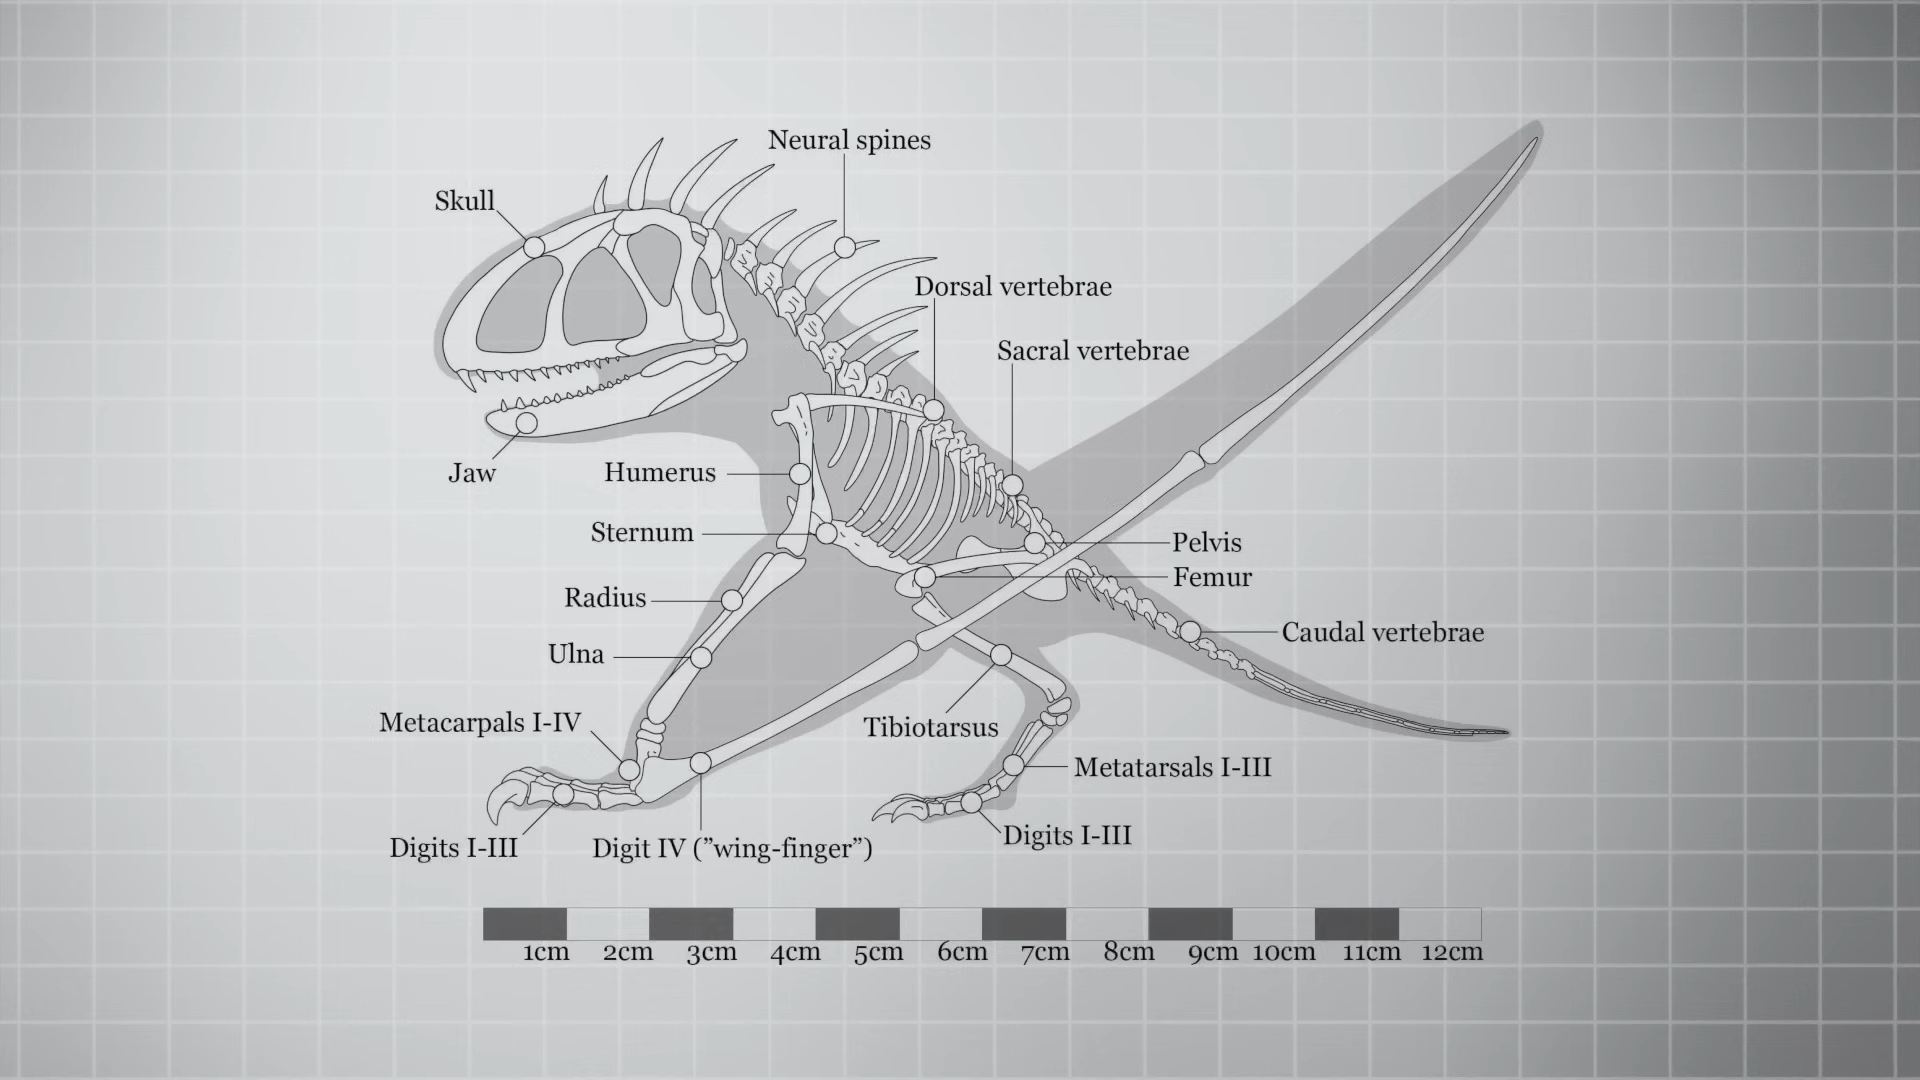 Neural spines
Skull
Dorsal vertebrae
Sacral vertebrae
Jaw
Humerus
Sternum
Pelvis
Femur
Radius
Caudal vertebrae
Ulna
Metacarpals I-IV
Tibiotarsus
Metatarsals I-III
Digits I-III
Digit IV (”wing-finger”)
Digits I-III
1cm 2cm 3cm 4cm 5cm 6cm 7cm 8cm 9cm 10cm 11cm 12cm